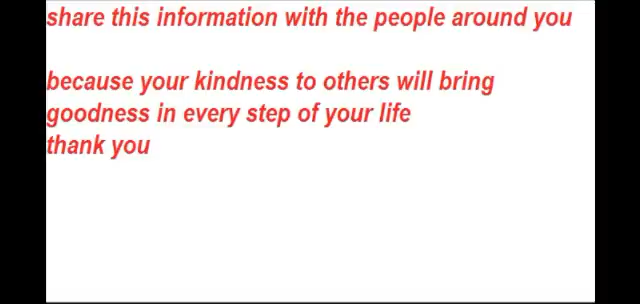 share this information with the people around you
because your kindness to others will bring
goodness in every step of your life
thank you